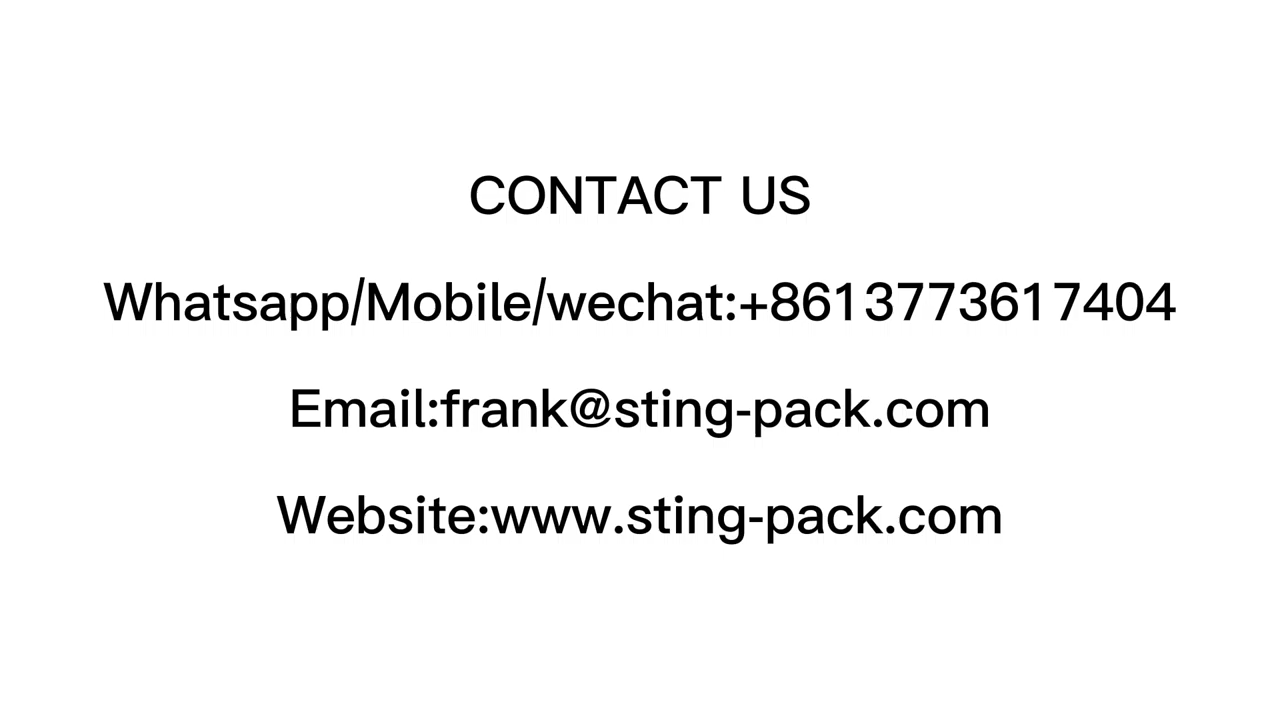 CONTACT US
Whatsapp/Mobile/wechat:+8613773617404
Email:frank@sting-pack.com
Website:www.sting-pack.com